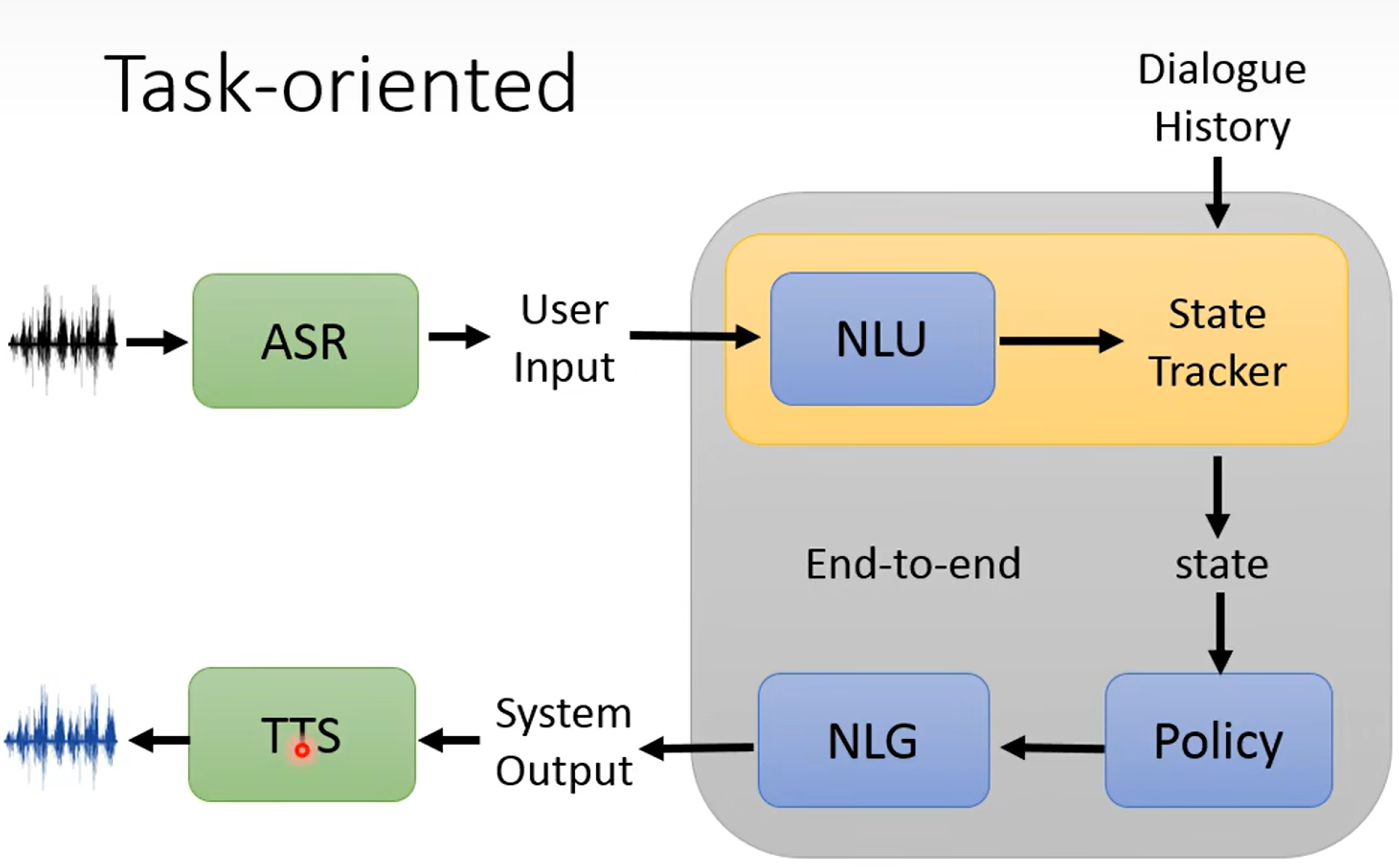 Task-oriented
Dialogue
History
ASR
User
Input
NLU
State
Tracker
End-to-end
state
TTS
System
Output
NLG
Policy